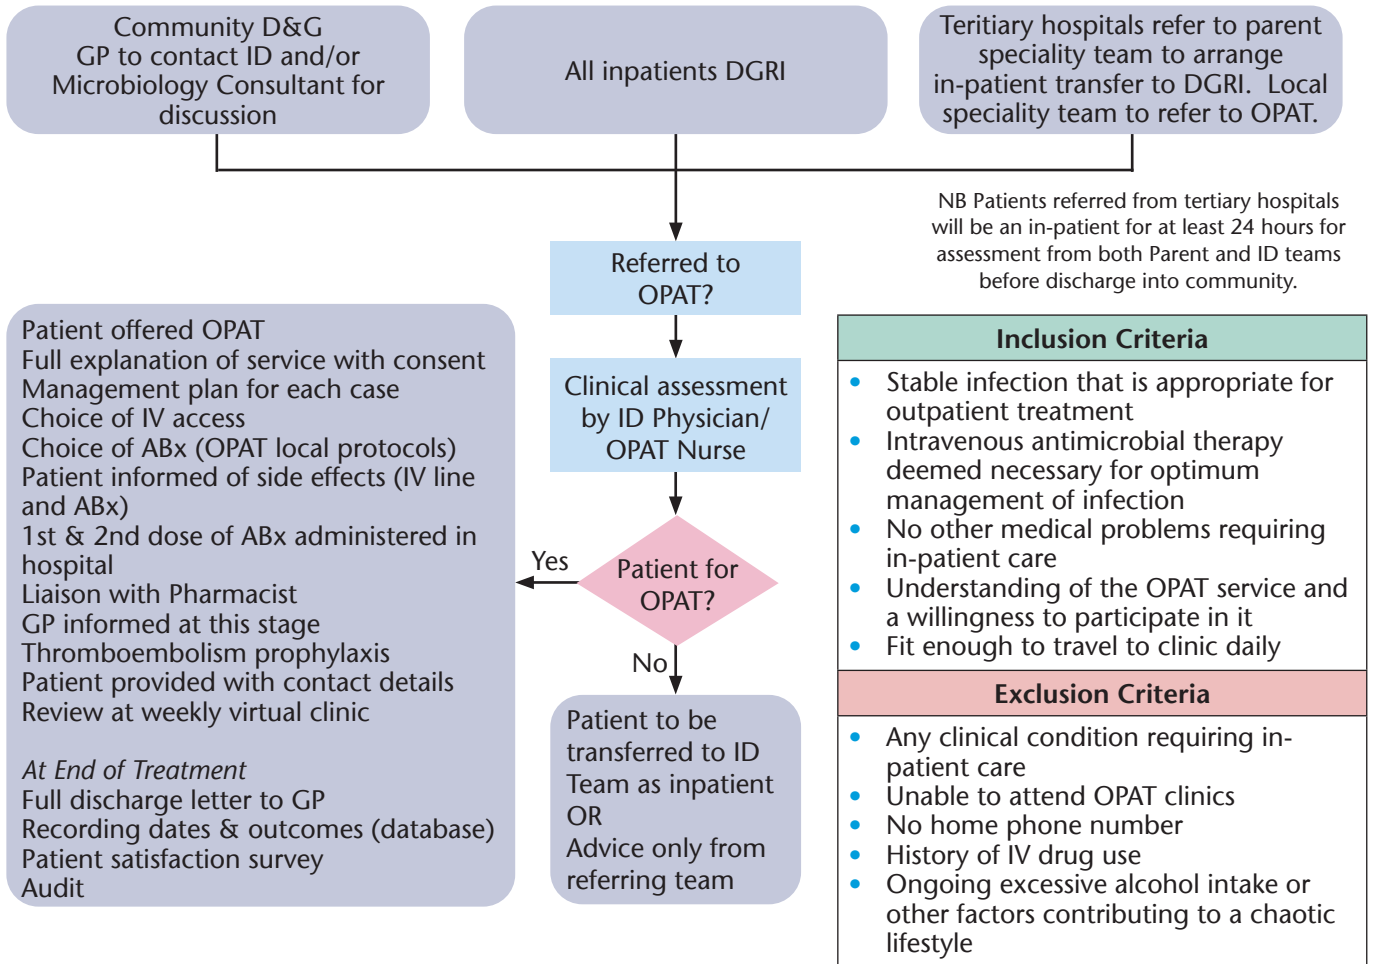 Community D&G
GP to contact ID and/or
Microbiology Consultant for
discussion
All inpatients DGRI
Teritiary hospitals refer to parent
speciality team to arrange
in-patient transfer to DGRI. Local
speciality team to refer to OPAT.
NB Patients referred from tertiary hospitals
will be an in-patient for at least 24 hours for
assessment from both Parent and ID teams
before discharge into community.
Referred to
OPAT?
Clinical assessment
by ID Physician/
OPAT Nurse
Patient for
OPAT?
Yes
No
Patient offered OPAT
Full explanation of service with consent
Management plan for each case
Choice of IV access
Choice of ABx (OPAT local protocols)
Patient informed of side effects (IV line
and ABx)
1st & 2nd dose of ABx administered in
hospital
Liaison with Pharmacist
GP informed at this stage
Thromboembolism prophylaxis
Patient provided with contact details
Review at weekly virtual clinic
At End of Treatment
Full discharge letter to GP
Recording dates & outcomes (database)
Patient satisfaction survey
Audit
Patient to be
transferred to ID
Team as inpatient
OR
Advice only from
referring team
Inclusion Criteria
• Stable infection that is appropriate for
outpatient treatment
• Intravenous antimicrobial therapy
deemed necessary for optimum
management of infection
• No other medical problems requiring
in-patient care
• Understanding of the OPAT service and
a willingness to participate in it
• Fit enough to travel to clinic daily
Exclusion Criteria
• Any clinical condition requiring in-
patient care
• Unable to attend OPAT clinics
• No home phone number
• History of IV drug use
• Ongoing excessive alcohol intake or
other factors contributing to a chaotic
lifestyle